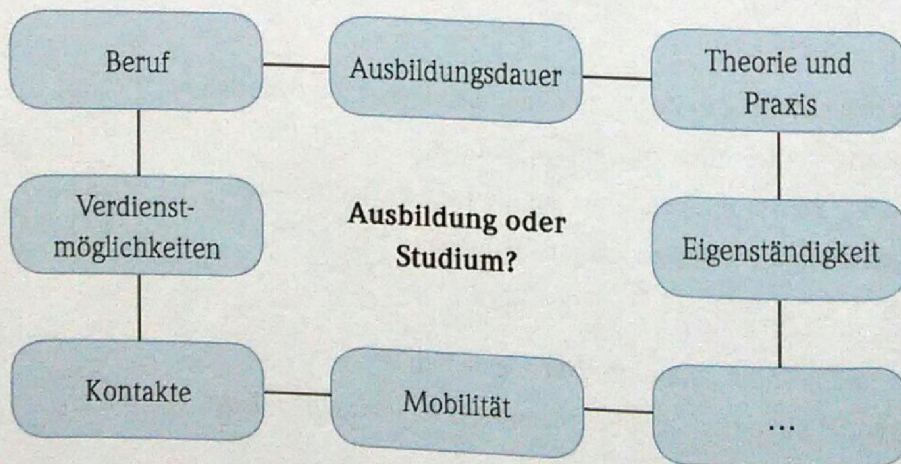 Beruf
Ausbildungsdauer
Theorie und
Praxis
Verdienst-
möglichkeiten
Ausbildung oder
Studium?
Eigenständigkeit
Kontakte
Mobilität
...